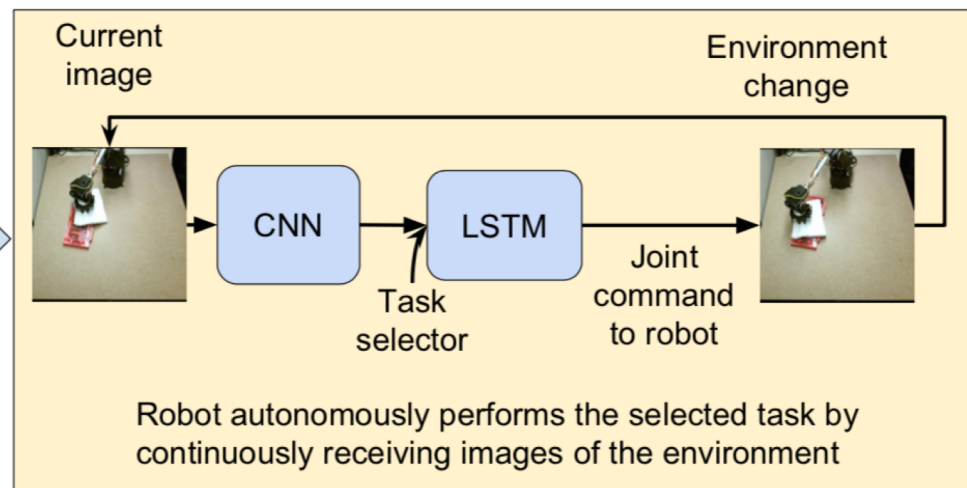 Current
image
Environment
change
CNN
LSTM
Task
selector
Joint
command
to robot
Robot autonomously performs the selected task by
continuously receiving images of the environment